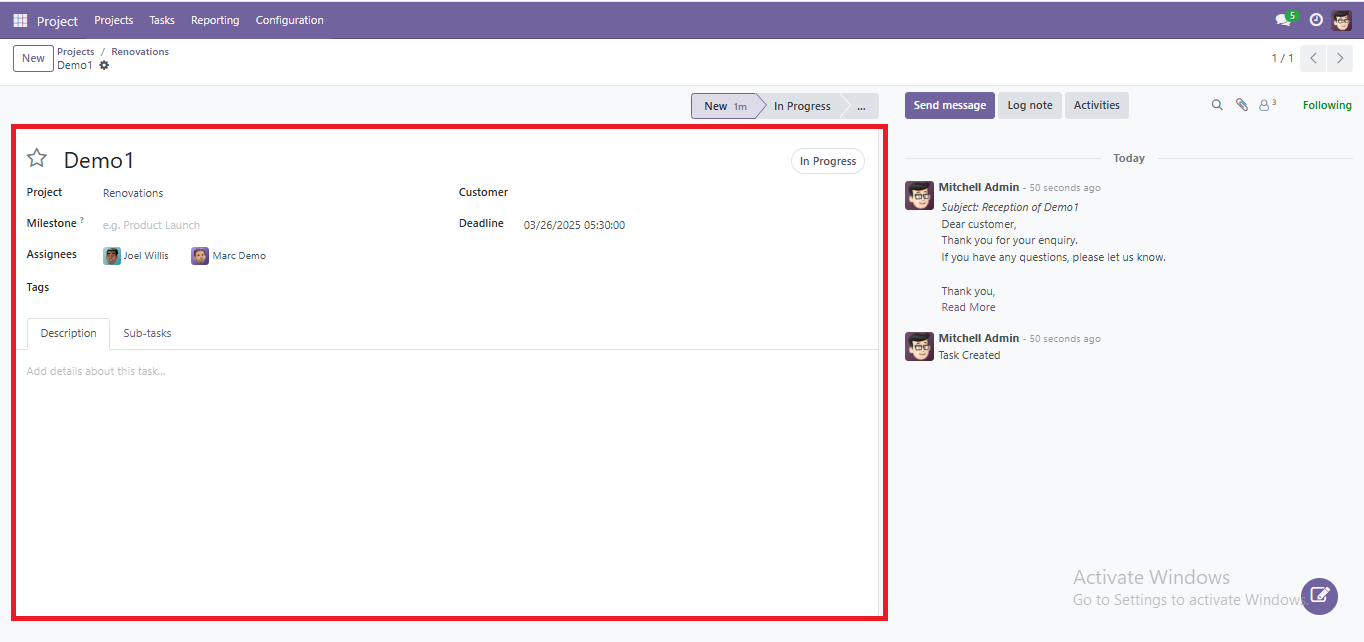 Project Projects Tasks Reporting Configuration 5
New Projects / Renovations 1 / 1
Demo1
New 1m In Progress ... Send message Log note Activities 3 Following
Demo1 In Progress
Project Renovations Customer
Milestone ? e.g. Product Launch Deadline 03/26/2025 05:30:00
Assignees Joel Willis Marc Demo
Tags
Description Sub-tasks
Add details about this task...
Today
Mitchell Admin - 50 seconds ago
Subject: Reception of Demo1
Dear customer,
Thank you for your enquiry.
If you have any questions, please let us know.
Thank you,
Read More
Mitchell Admin - 50 seconds ago
Task Created
Activate Windows
Go to Settings to activate Windows.